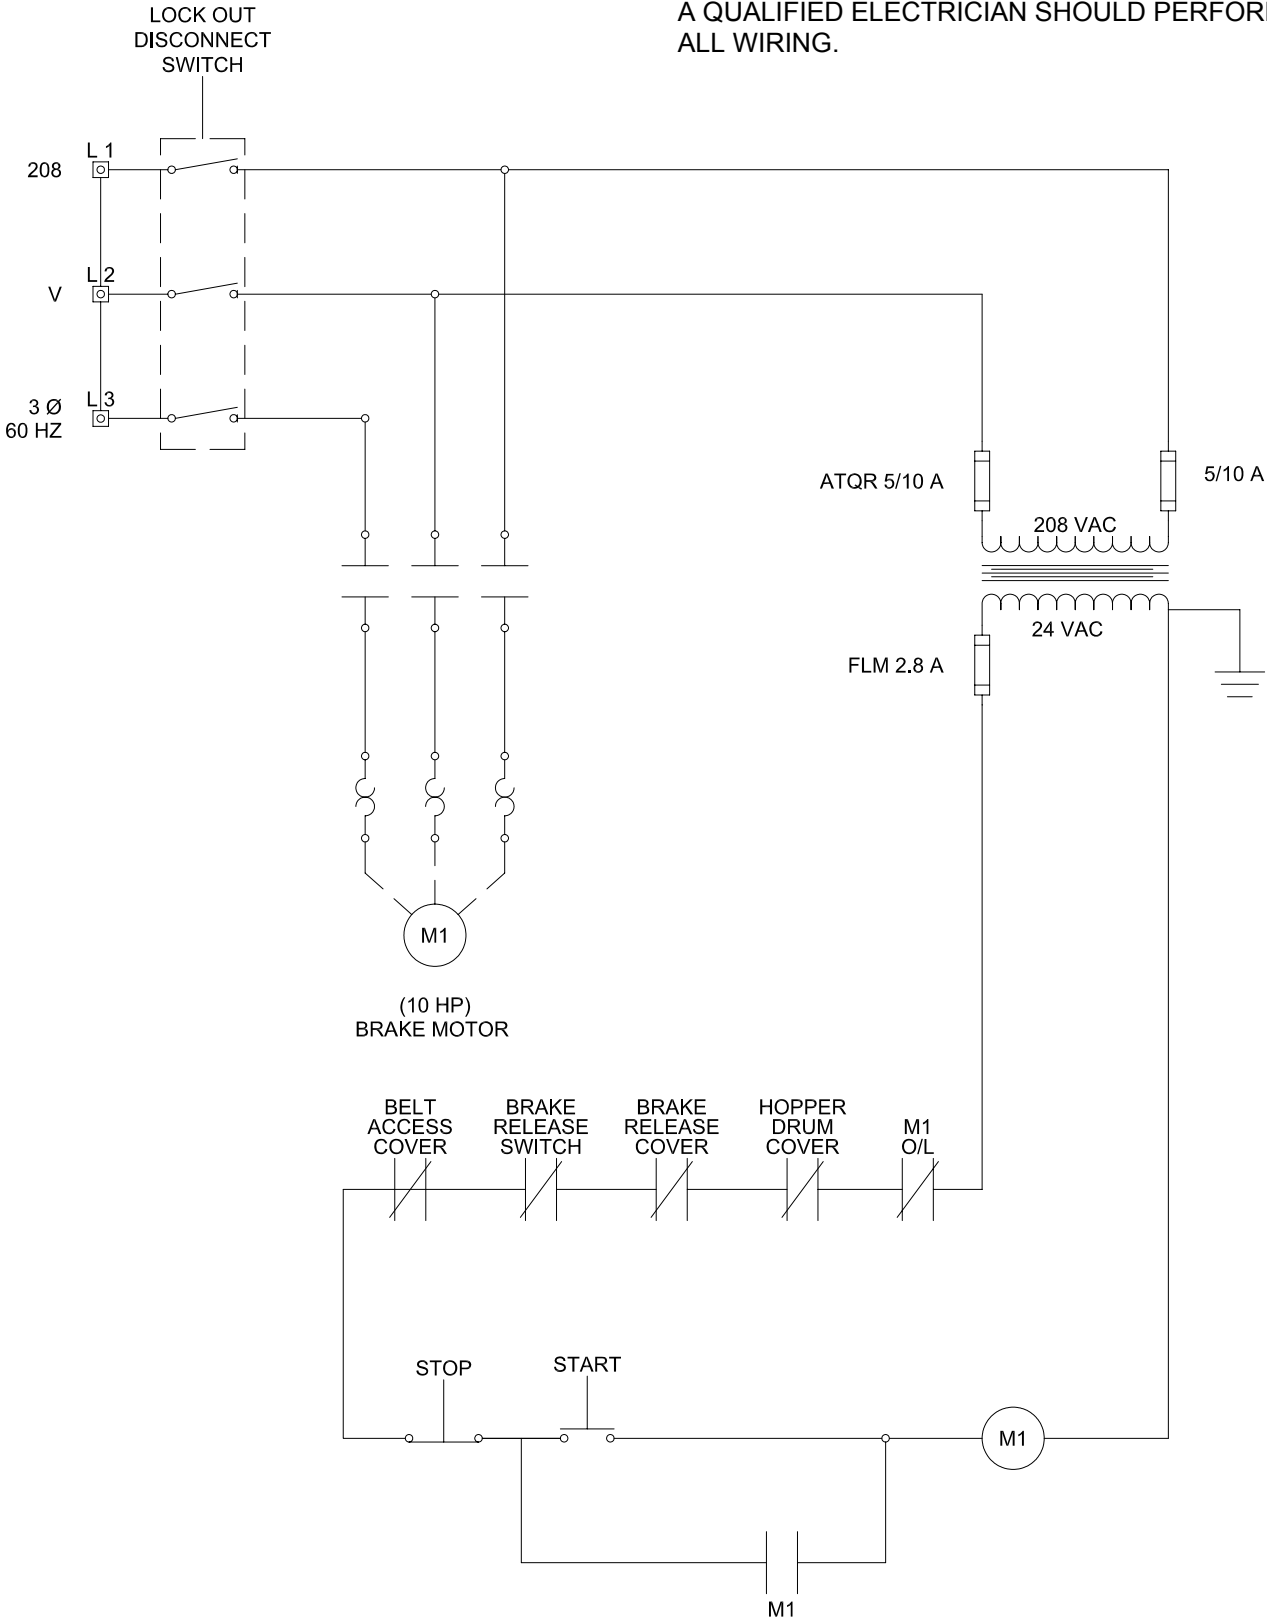 A QUALIFIED ELECTRICIAN SHOULD PERFOR
ALL WIRING.
LOCK OUT
DISCONNECT
SWITCH
L 1
208
L 2
V
L 3
3 Ø
60 HZ
ATQR 5/10 A
5/10 A
208 VAC
24 VAC
FLM 2.8 A
M1
(10 HP)
BRAKE MOTOR
BELT
ACCESS
COVER
BRAKE
RELEASE
SWITCH
BRAKE
RELEASE
COVER
HOPPER
DRUM
COVER
M1
O/L
STOP
START
M1
M1